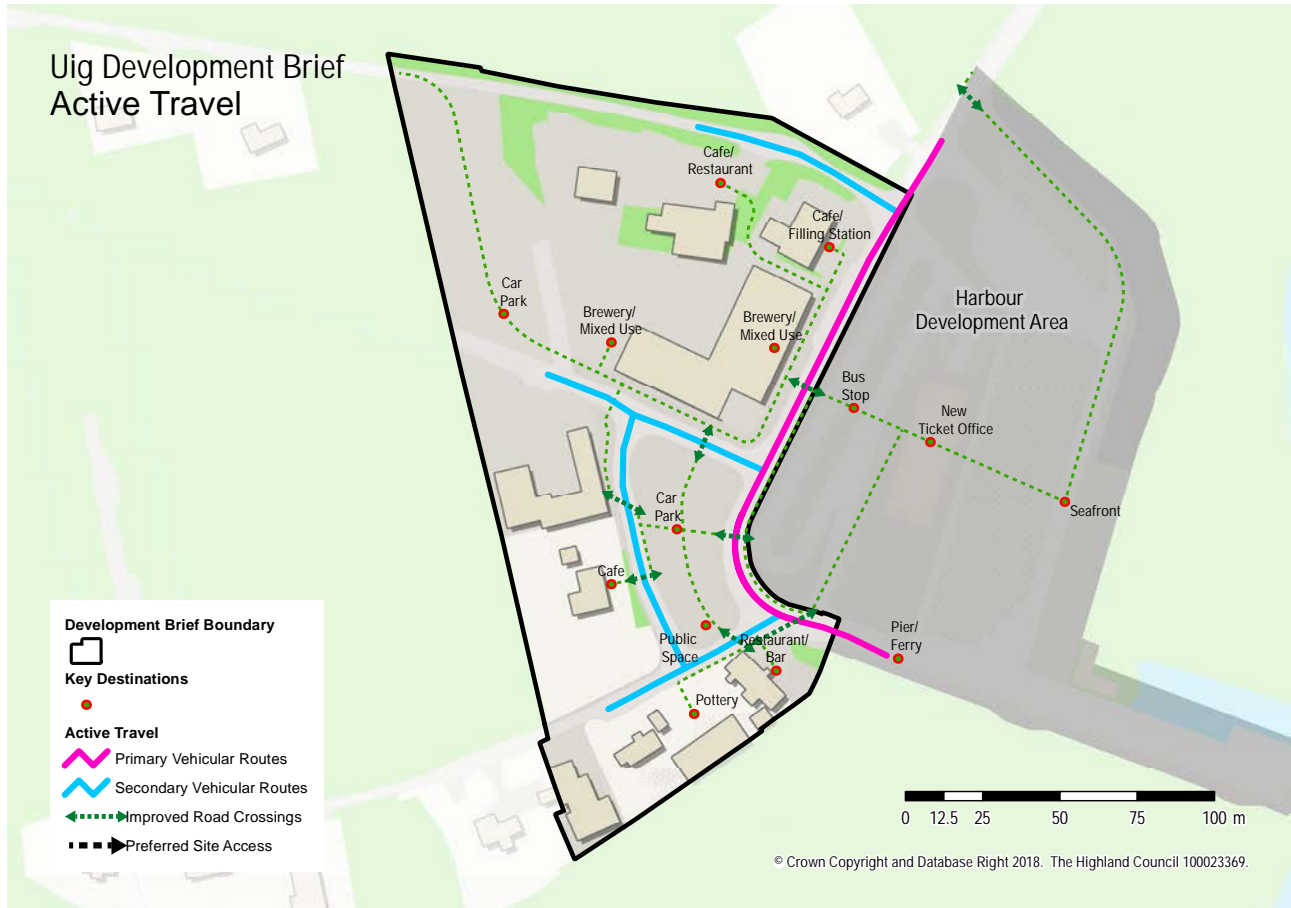 Uig Development Brief
Active Travel
Cafe/
Restaurant
Cafe/
Filling Station
Car
Park
Brewery/
Mixed Use
Brewery/
Mixed Use
Harbour
Development Area
Bus
Stop
New
Ticket Office
Seafront
Car
Park
Cafe
Public
Space
Restaurant/
Bar
Pier/
Ferry
Pottery
Development Brief Boundary
Key Destinations
Active Travel
Primary Vehicular Routes
Secondary Vehicular Routes
Improved Road Crossings
Preferred Site Access
0 12.5 25 50 75 100 m
© Crown Copyright and Database Right 2018. The Highland Council 100023369.